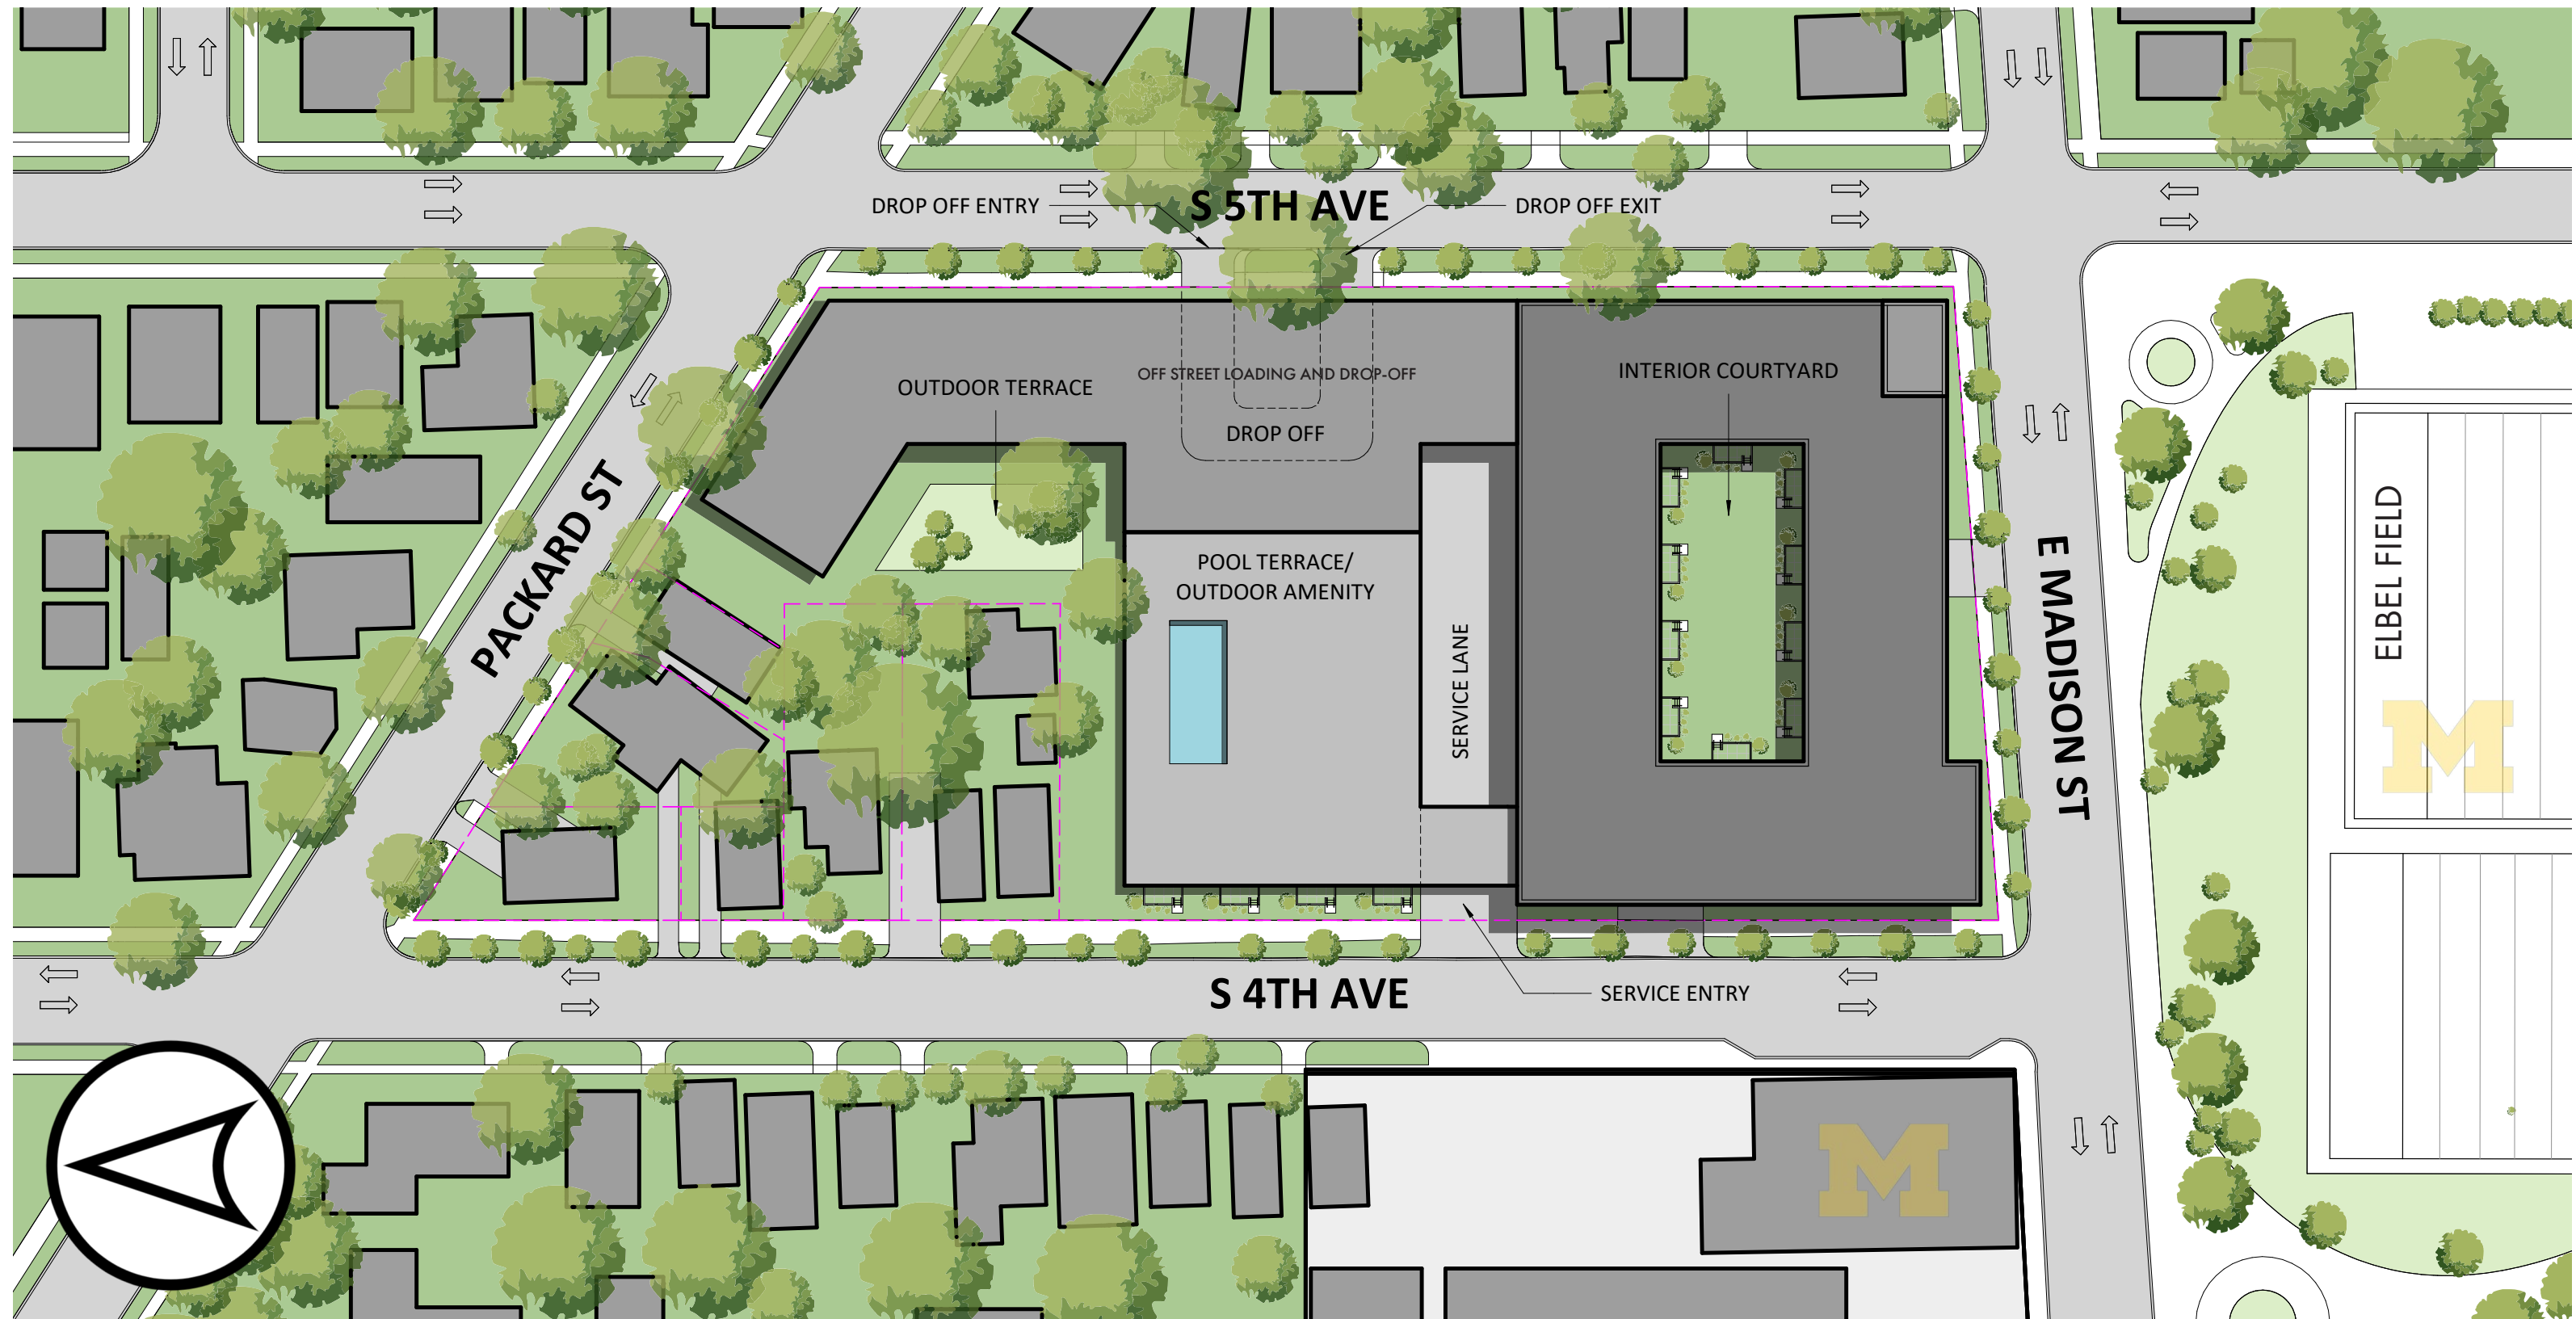 S 5TH AVE
DROP OFF ENTRY
DROP OFF EXIT
OUTDOOR TERRACE
OFF STREET LOADING AND DROP-OFF
DROP OFF
INTERIOR COURTYARD
PACKARD ST
POOL TERRACE/
OUTDOOR AMENITY
SERVICE LANE
E MADISON ST
ELBEL FIELD
M
S 4TH AVE
SERVICE ENTRY
M